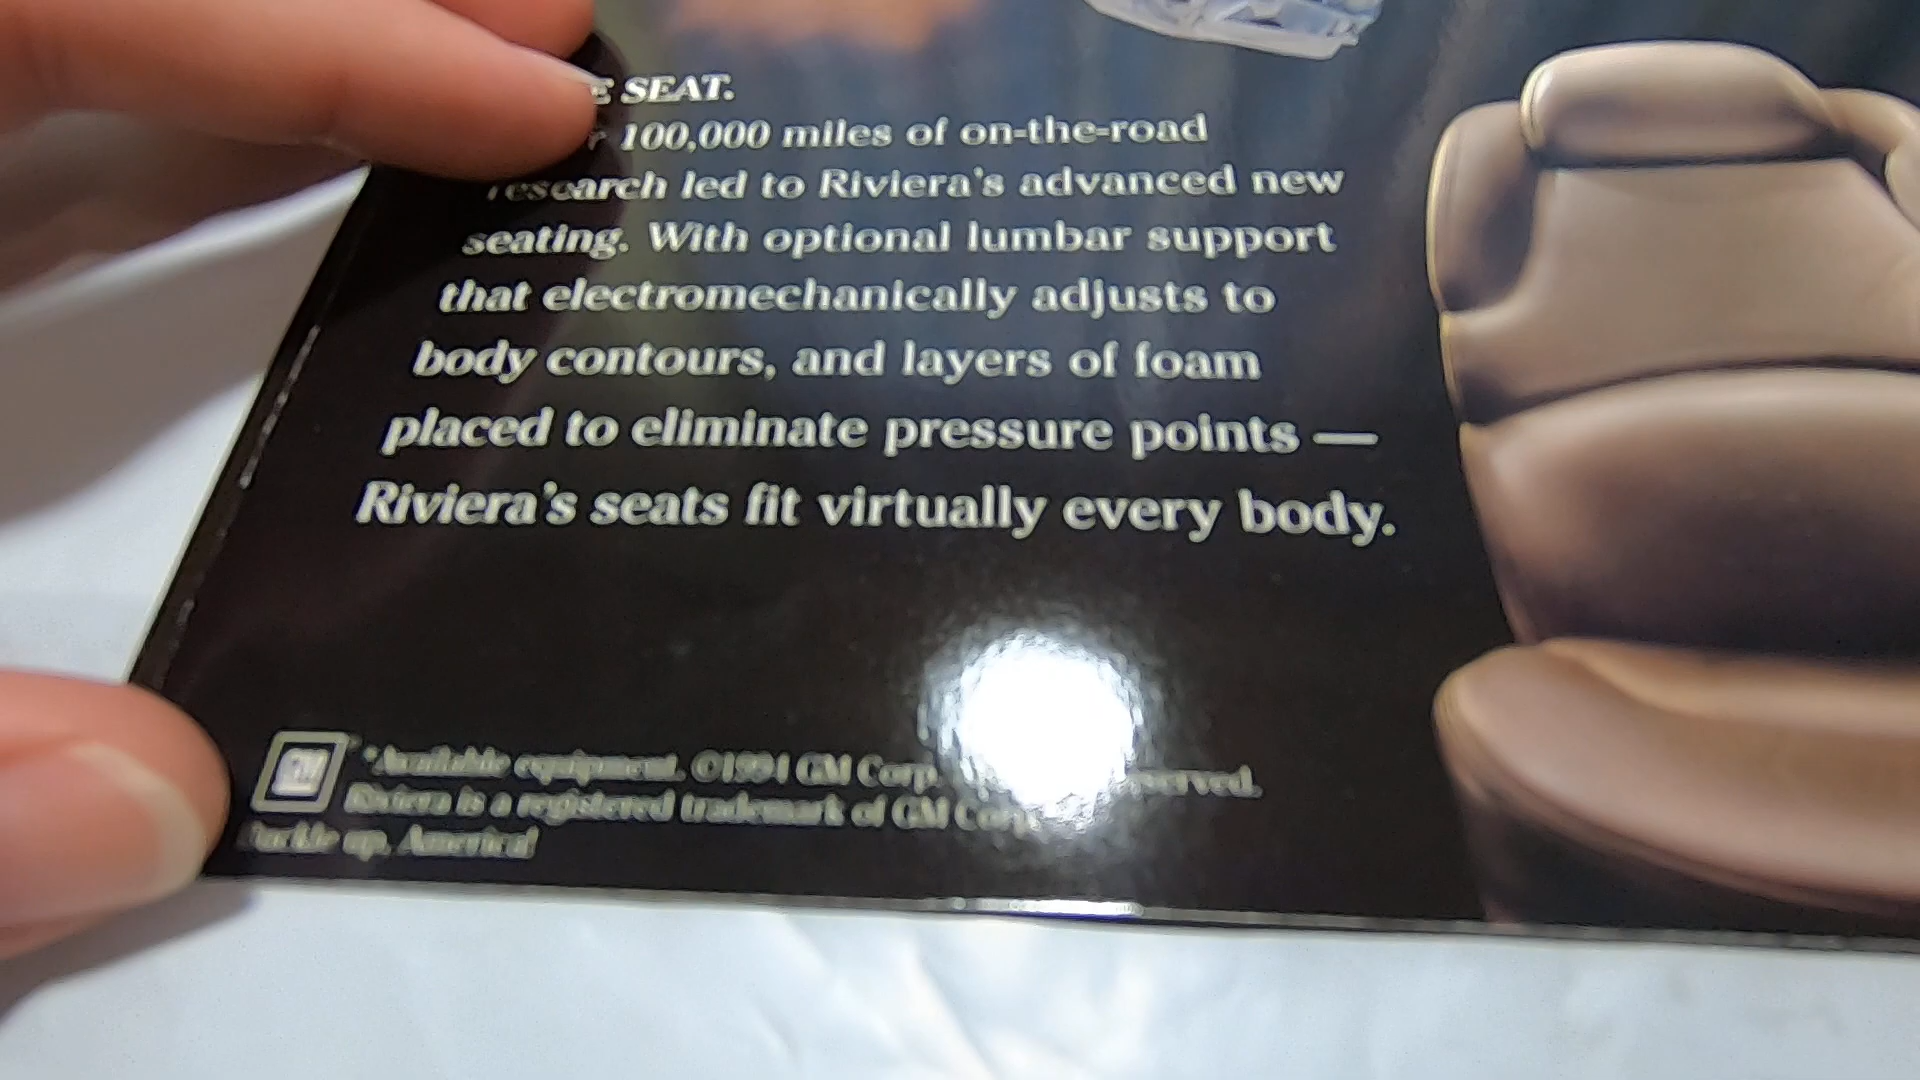 SEAT.
100,000 miles of on-the-road
research led to Riviera's advanced new
seating. With optional lumbar support
that electromechanically adjusts to
body contours, and layers of foam
placed to eliminate pressure points —
Riviera's seats fit virtually every body.
GM
*Available equipment. ©1994 GM Corp.
Riviera is a registered trademark of GM Corp.
up, America!